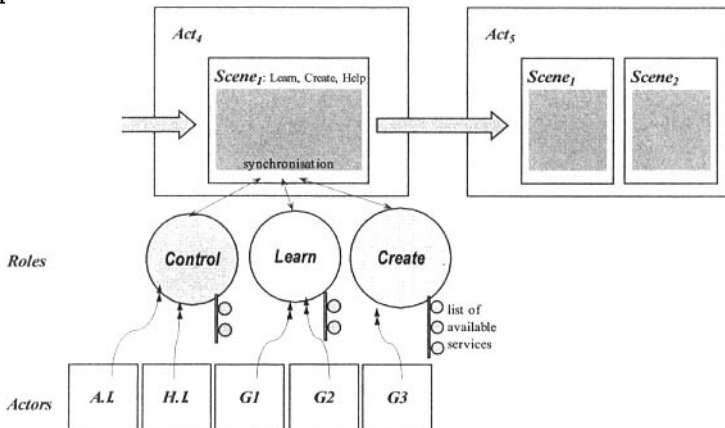 Act4
Act5
Scene1: Learn, Create, Help
Scene1
Scene2
synchronisation
Roles
Control
Learn
Create
list of
available
services
Actors
A.I.
H.I.
G1
G2
G3